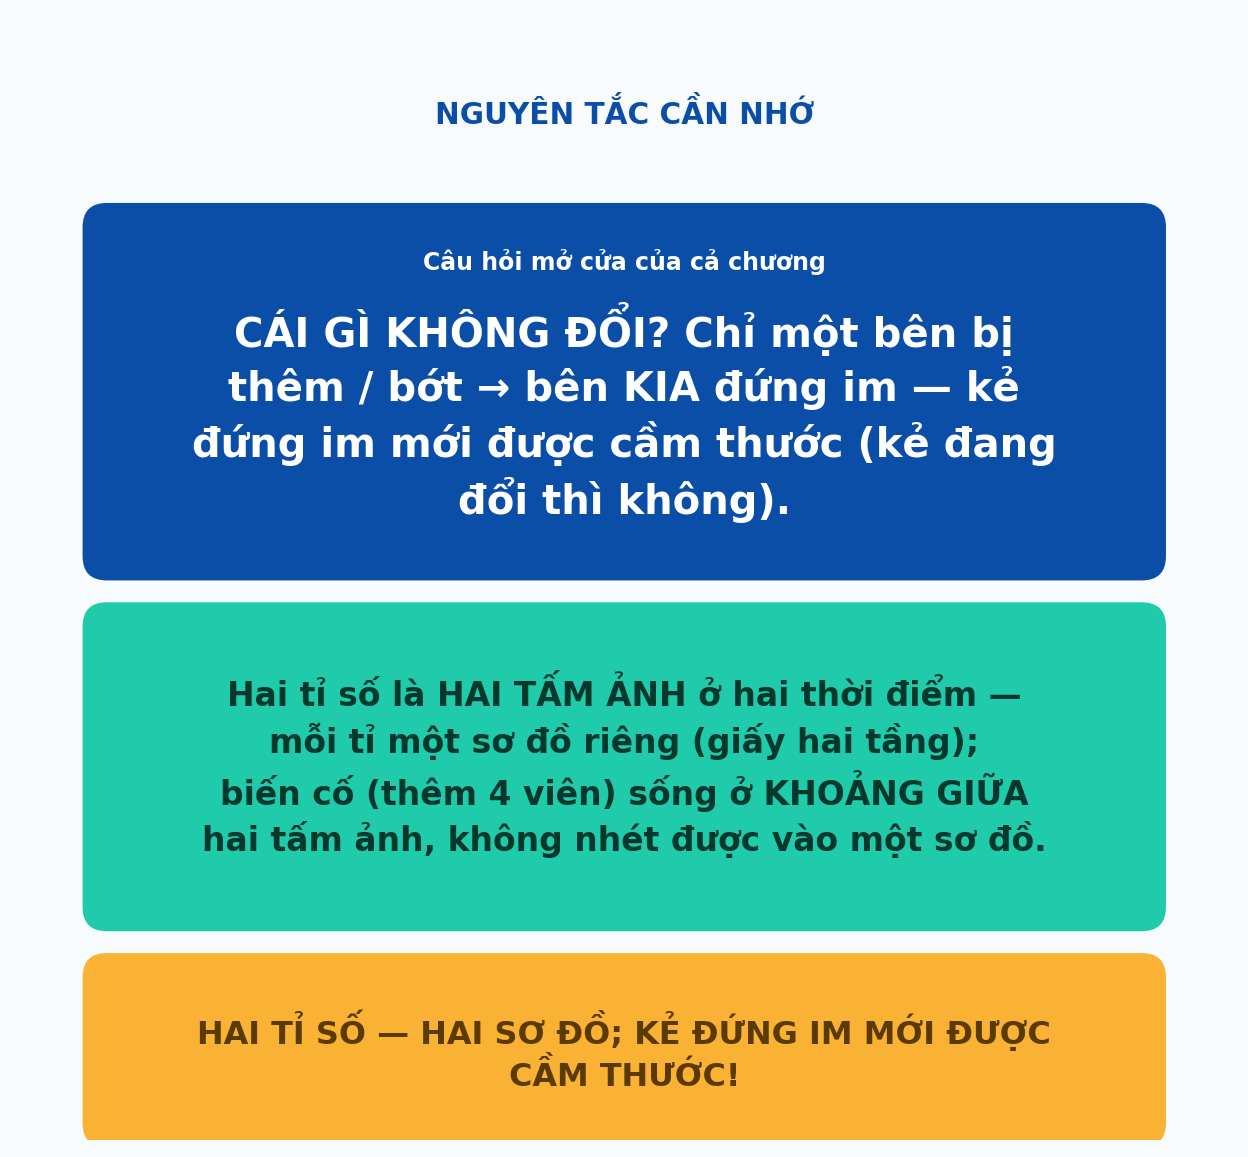 NGUYÊN TẮC CẦN NHỚ
Câu hỏi mở cửa của cả chương
CÁI GÌ KHÔNG ĐỔI? Chỉ một bên bị
thêm / bớt → bên KIA đứng im — kẻ
đứng im mới được cầm thước (kẻ đang
đổi thì không).
Hai tỉ số là HAI TẤM ẢNH ở hai thời điểm —
mỗi tỉ một sơ đồ riêng (giấy hai tầng);
biến cố (thêm 4 viên) sống ở KHOẢNG GIỮA
hai tấm ảnh, không nhét được vào một sơ đồ.
HAI TỈ SỐ — HAI SƠ ĐỒ; KẺ ĐỨNG IM MỚI ĐƯỢC
CẦM THƯỚC!